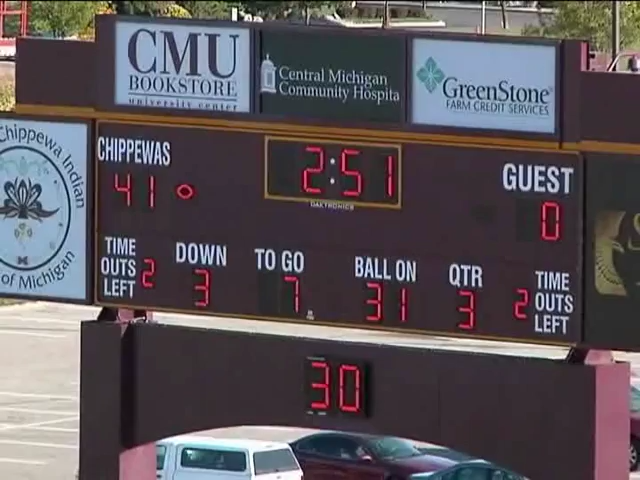 CMU
BOOKSTORE
university center
Central Michigan
Community Hospita
GreenStone
FARM CREDIT SERVICES
Chippewa Indian
of Michigan
CHIPPEWAS
41
2:51
DAKTRONICS
GUEST
0
TIME OUTS LEFT 2
DOWN 3
TO GO 7
BALL ON 31
QTR 3
2 TIME OUTS LEFT
30